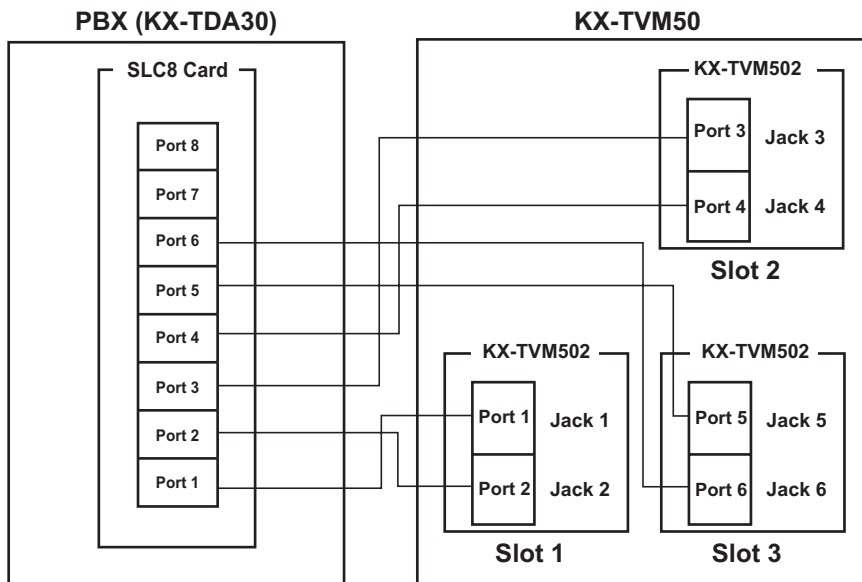 PBX (KX-TDA30)
KX-TVM50
SLC8 Card
Port 8
Port 7
Port 6
Port 5
Port 4
Port 3
Port 2
Port 1
KX-TVM502
Port 3 Jack 3
Port 4 Jack 4
Slot 2
KX-TVM502
Port 1 Jack 1
Port 2 Jack 2
Slot 1
KX-TVM502
Port 5 Jack 5
Port 6 Jack 6
Slot 3